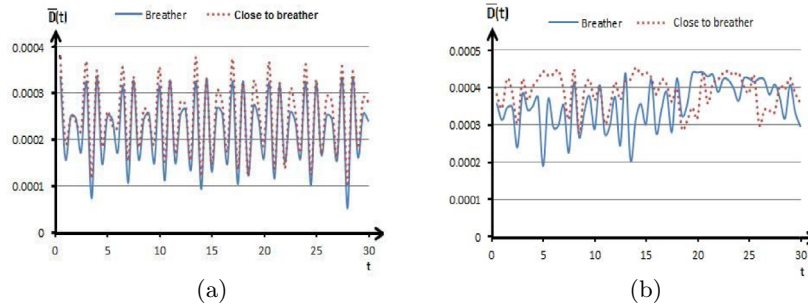 D̅(t)
Breather
Close to breather
0.0004
0.0003
0.0002
0.0001
0
0 5 10 15 20 25 30
t
(a)
D̅(t)
Breather
Close to breather
0.0005
0.0004
0.0003
0.0002
0.0001
0
0 5 10 15 20 25 30
t
(b)